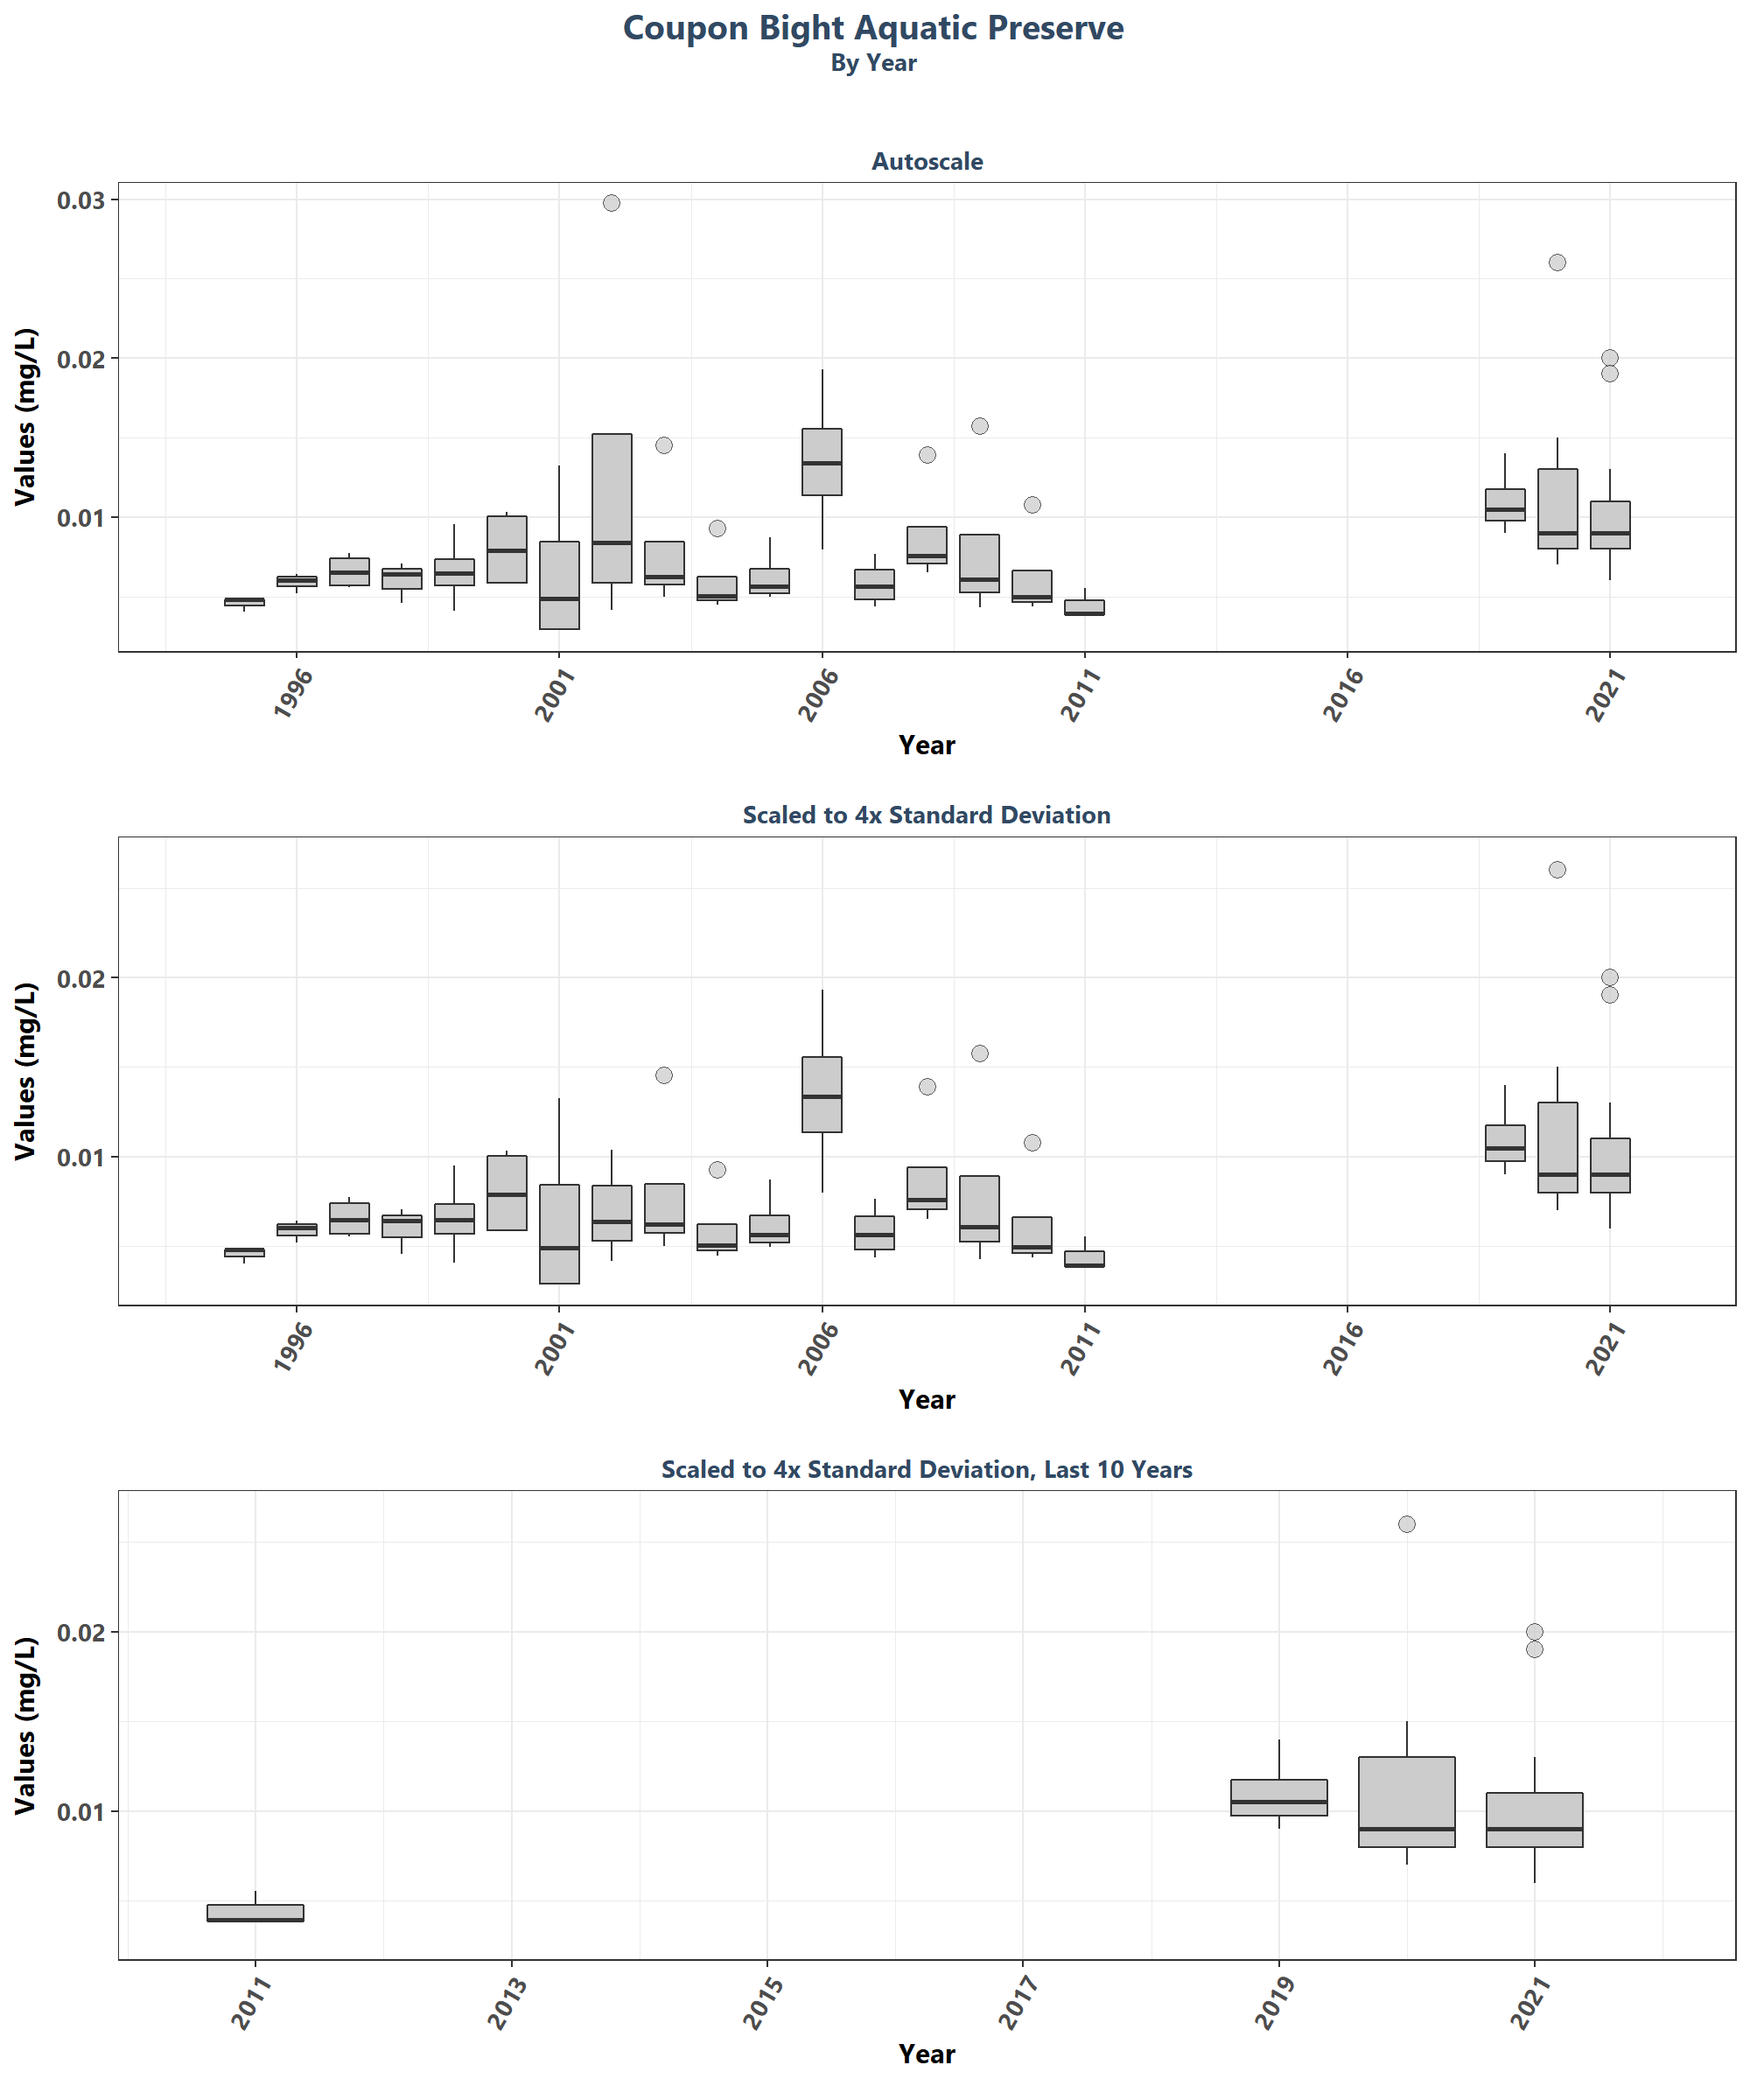 Coupon Bight Aquatic Preserve
By Year
Autoscale
Values (mg/L)
0.03
0.02
0.01
1996 2001 2006 2011 2016 2021
Year
Scaled to 4x Standard Deviation
Values (mg/L)
0.02
0.01
1996 2001 2006 2011 2016 2021
Year
Scaled to 4x Standard Deviation, Last 10 Years
Values (mg/L)
0.02
0.01
2011 2013 2015 2017 2019 2021
Year